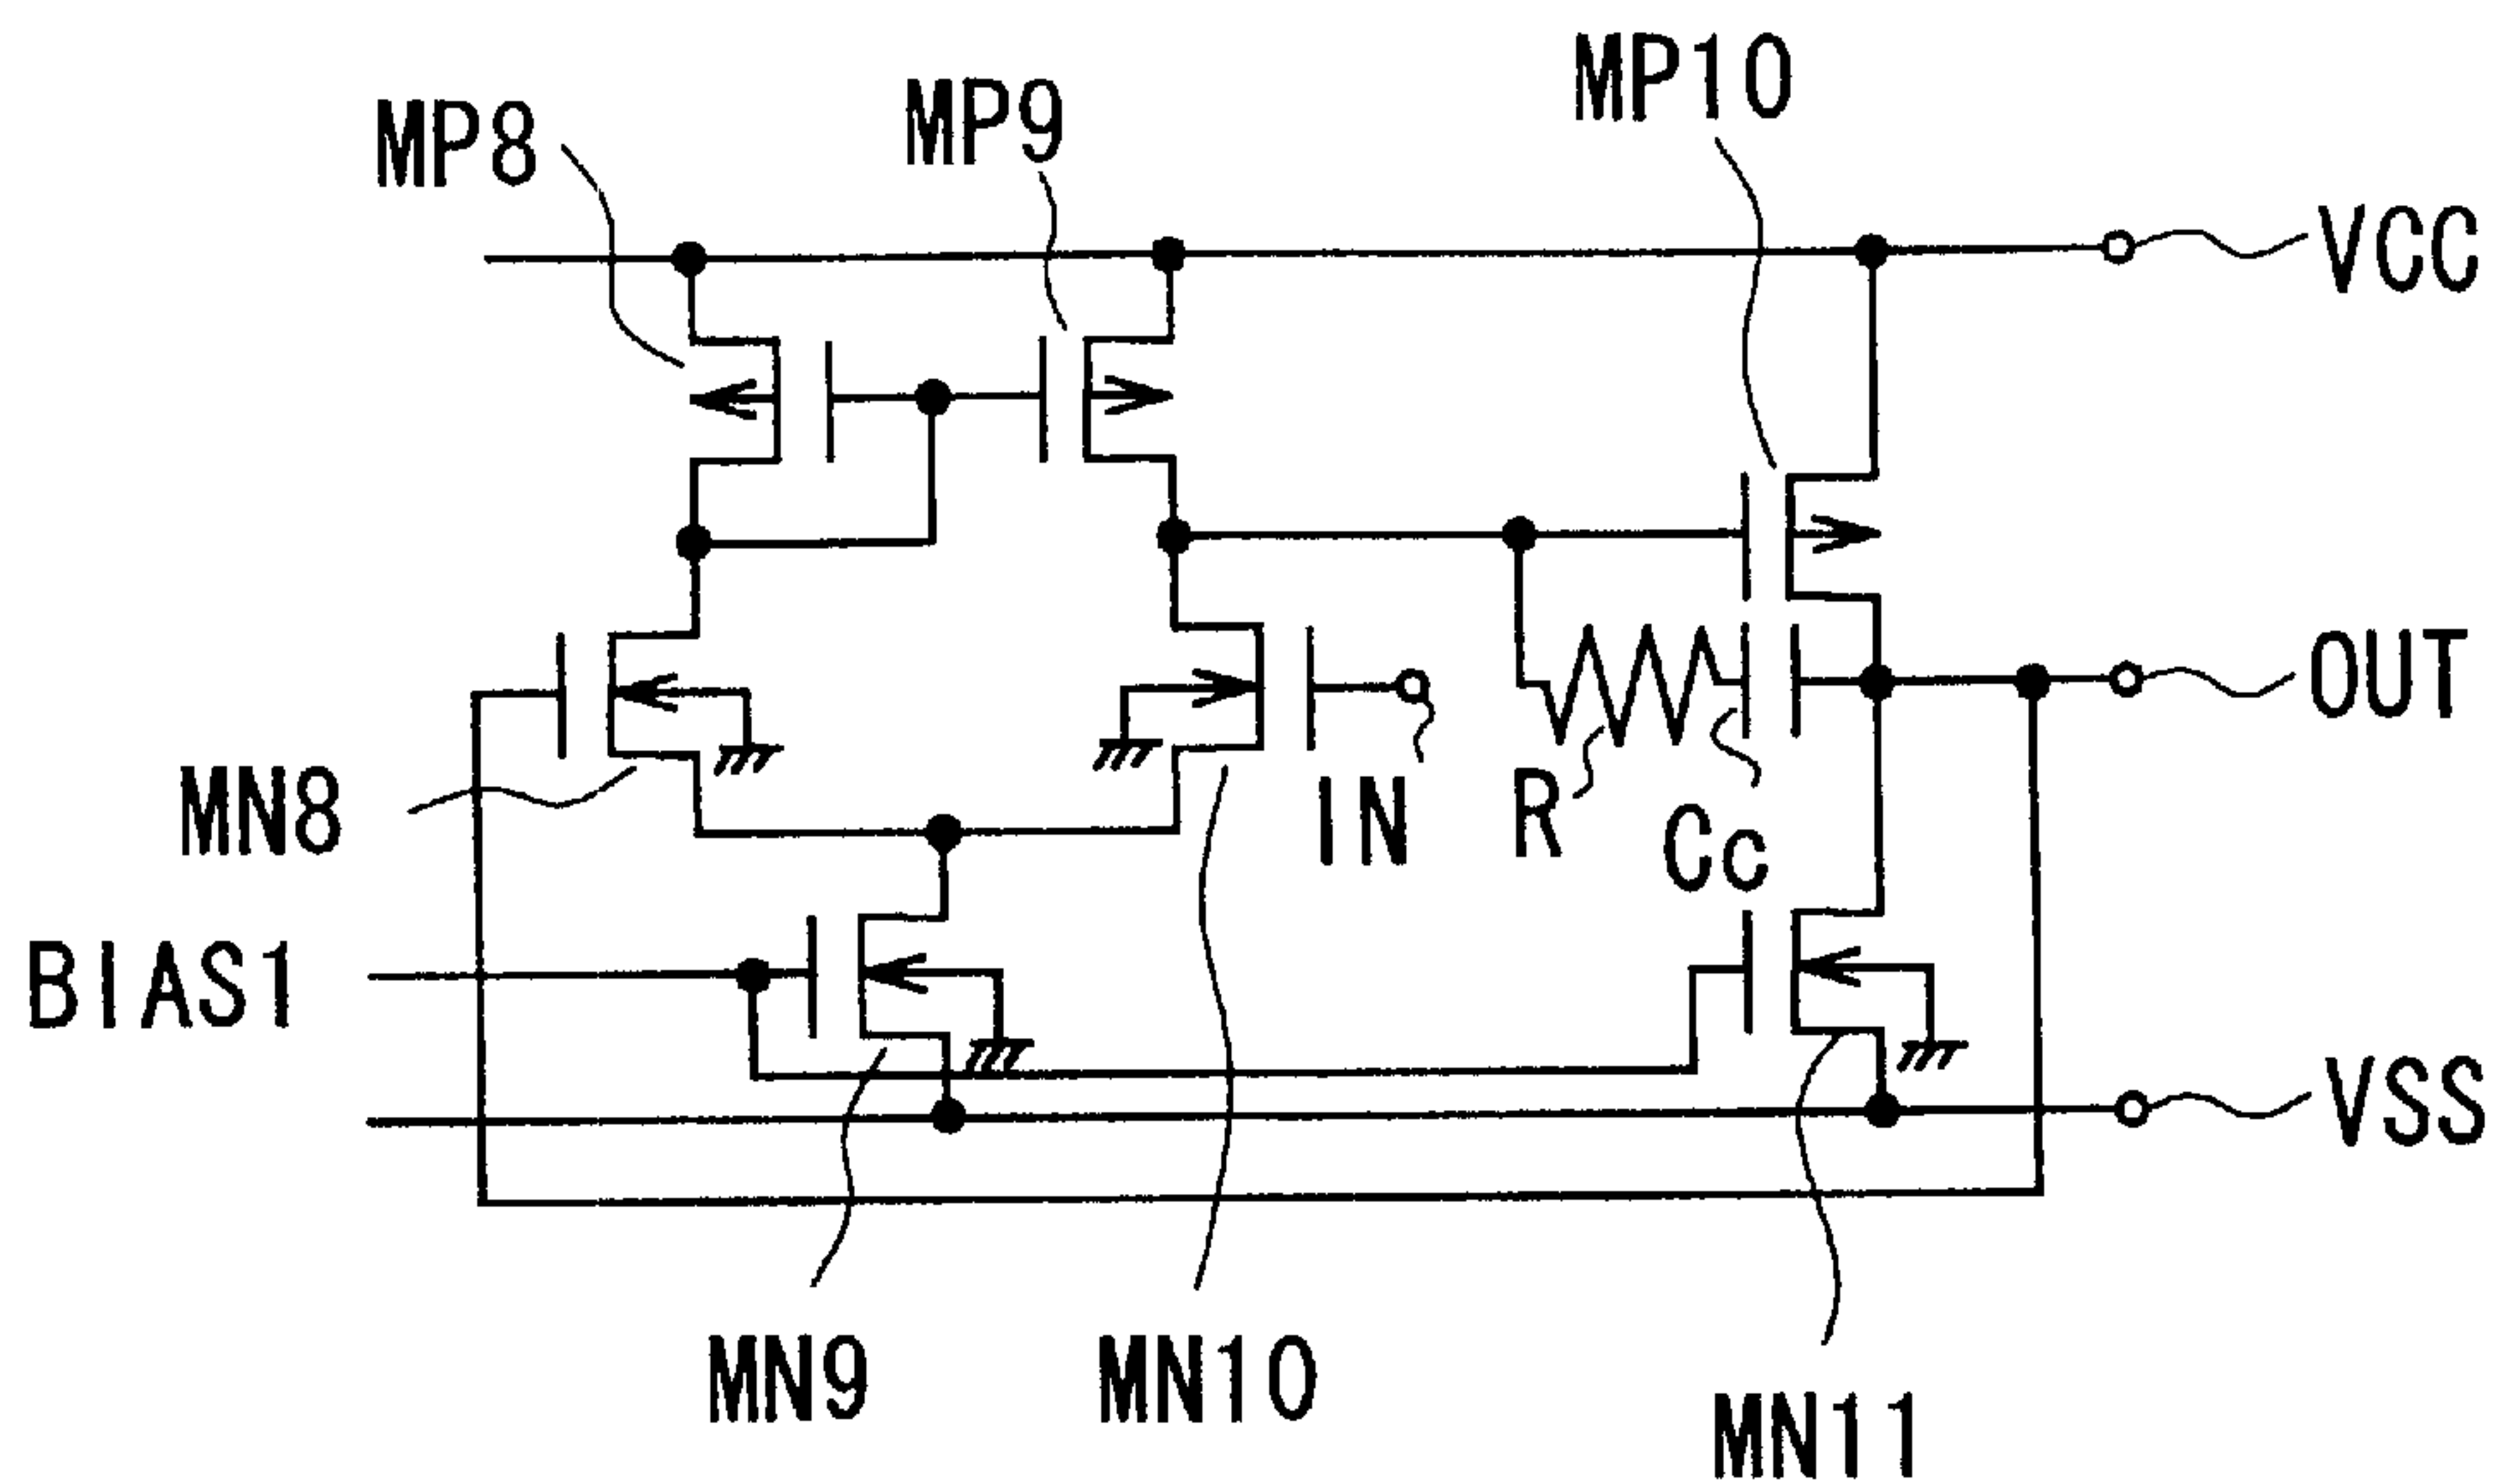 MP10
MP9
MP8
VCC
OUT
MN8
IN
R
Cc
BIAS1
VSS
MN9
MN10
MN11